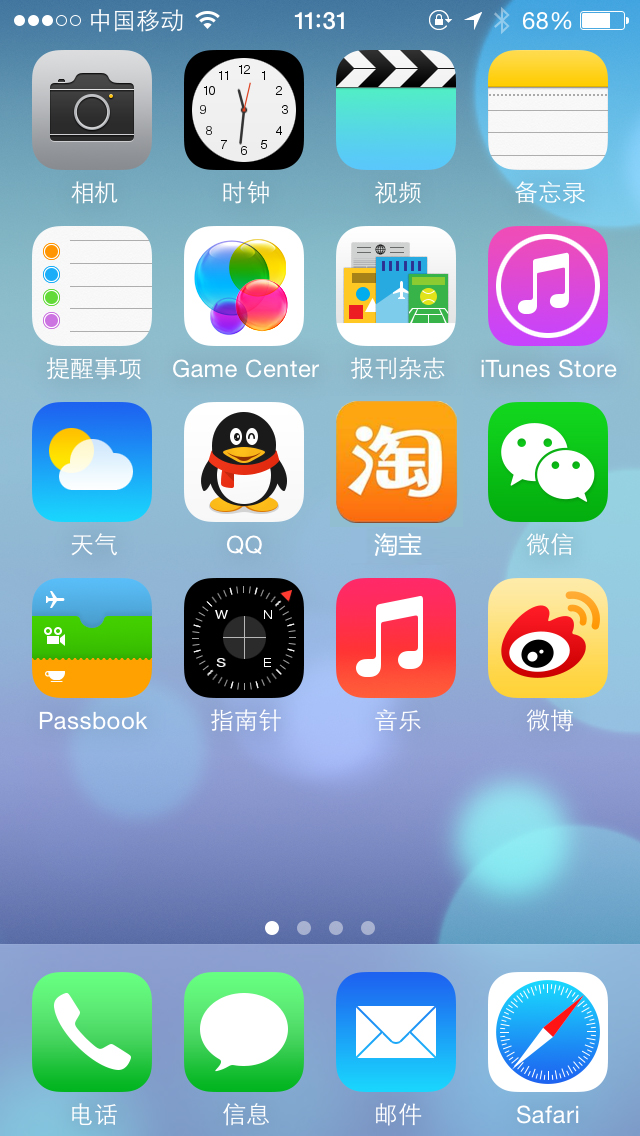 中国移动 11:31 68%
12 1 2 3 4 5 6 7 8 9 10 11
相机 时钟 视频 备忘录
提醒事项 Game Center 报刊杂志 iTunes Store
淘
天气 QQ 淘宝 微信
W N
S E
Passbook 指南针 音乐 微博
电话 信息 邮件 Safari